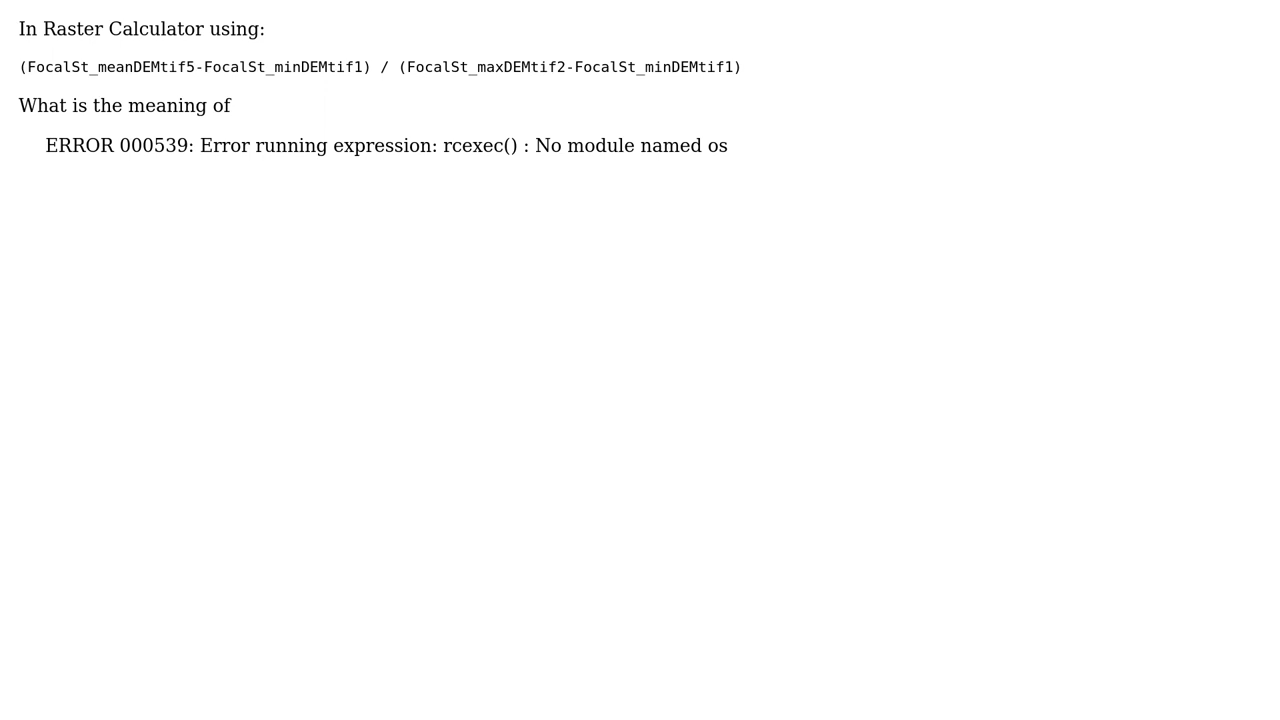 In Raster Calculator using:
(FocalSt_meanDEMtif5-FocalSt_minDEMtif1) / (FocalSt_maxDEMtif2-FocalSt_minDEMtif1)
What is the meaning of
ERROR 000539: Error running expression: rcexec() : No module named os